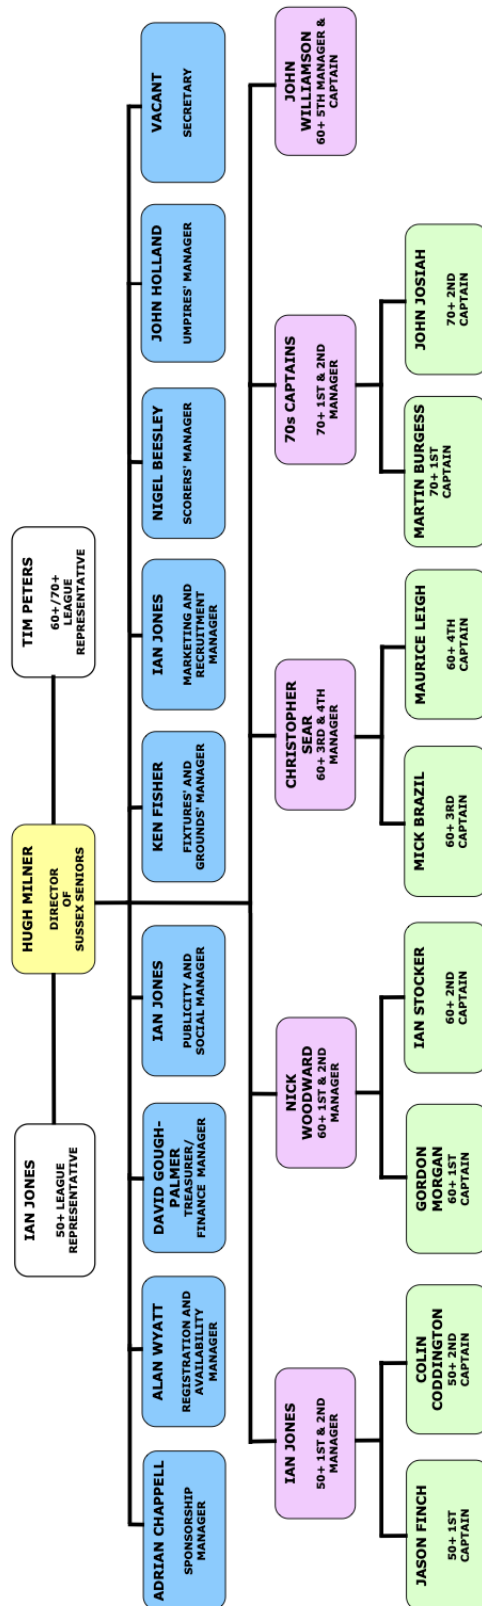 IAN JONES
50+ LEAGUE
REPRESENTATIVE
HUGH MILNER
DIRECTOR
OF
SUSSEX SENIORS
TIM PETERS
60+/70+
LEAGUE
REPRESENTATIVE
ADRIAN CHAPPELL
SPONSORSHIP
MANAGER
ALAN WYATT
REGISTRATION AND
AVAILABILITY
MANAGER
DAVID GOUGH-
PALMER
TREASURER/
FINANCE MANAGER
IAN JONES
PUBLICITY AND
SOCIAL MANAGER
KEN FISHER
FIXTURES' AND
GROUNDS' MANAGER
IAN JONES
MARKETING AND
RECRUITMENT
MANAGER
NIGEL BEESLEY
SCORERS' MANAGER
JOHN HOLLAND
UMPIRES' MANAGER
VACANT
SECRETARY
IAN JONES
50+ 1ST & 2ND
MANAGER
NICK
WOODWARD
60+ 1ST & 2ND
MANAGER
CHRISTOPHER
SEAR
60+ 3RD & 4TH
MANAGER
70s CAPTAINS
70+ 1ST & 2ND
MANAGER
JOHN
WILLIAMSON
60+ 5TH MANAGER &
CAPTAIN
JASON FINCH
50+ 1ST
CAPTAIN
COLIN
CODDINGTON
50+ 2ND
CAPTAIN
GORDON
MORGAN
60+ 1ST
CAPTAIN
IAN STOCKER
60+ 2ND
CAPTAIN
MICK BRAZIL
60+ 3RD
CAPTAIN
MAURICE LEIGH
60+ 4TH
CAPTAIN
MARTIN BURGESS
70+ 1ST
CAPTAIN
JOHN JOSIAH
70+ 2ND
CAPTAIN